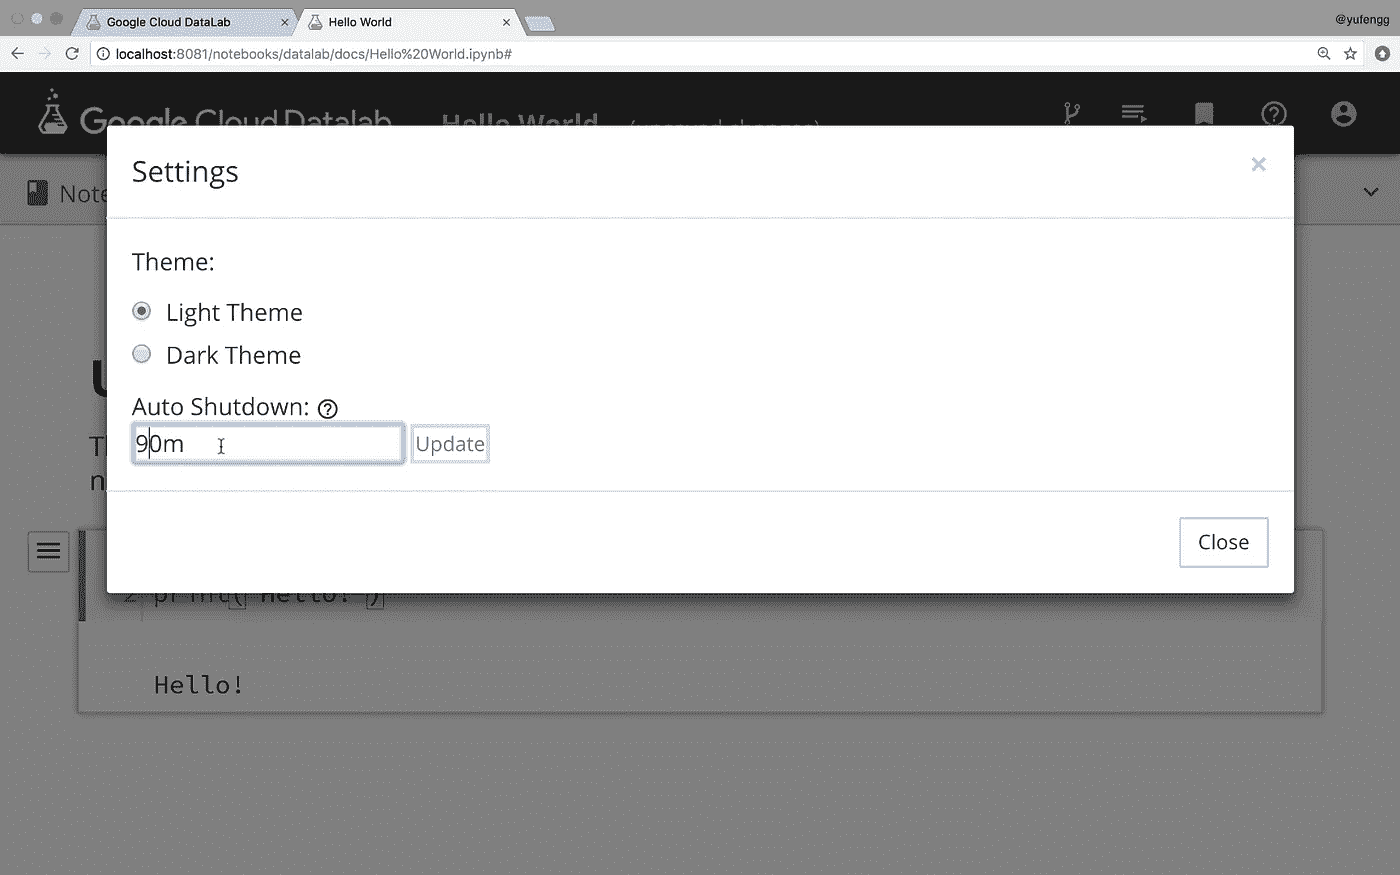 Google Cloud DataLab
Hello World
@yufengg
localhost:8081/notebooks/datalab/docs/Hello%20World.ipynb#
Google Cloud Datalab
Hello World
Note
Settings
Theme:
Light Theme
Dark Theme
Auto Shutdown:
90m
Update
Close
2 print('Hello!')
Hello!